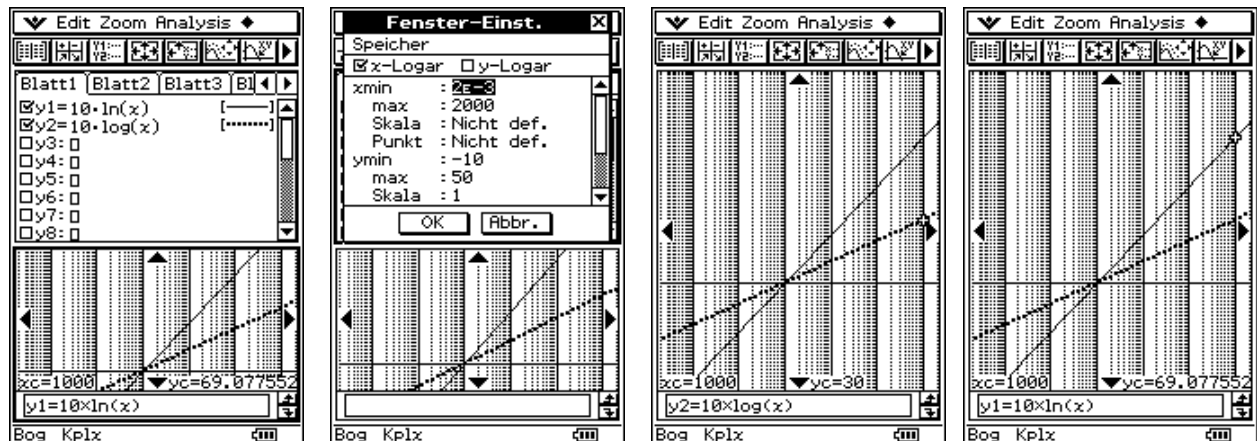 Edit Zoom Analysis
Blatt1 Blatt2 Blatt3 Bl
y1=10·ln(x) [——]
y2=10·log(x) [········]
y3:▯
y4:▯
y5:▯
y6:▯
y7:▯
y8:▯
xc=1000 yc=69.077552
y1=10×ln(x)
Bog Kplx
Fenster-Einst.
Speicher
x-Logar y-Logar
xmin :2E-3
max :2000
Skala :Nicht def.
Punkt :Nicht def.
ymin :-10
max :50
Skala :1
OK Abbr.
Bog Kplx
Edit Zoom Analysis
xc=1000 yc=30
y2=10×log(x)
Bog Kplx
Edit Zoom Analysis
xc=1000 yc=69.077552
y1=10×ln(x)
Bog Kplx